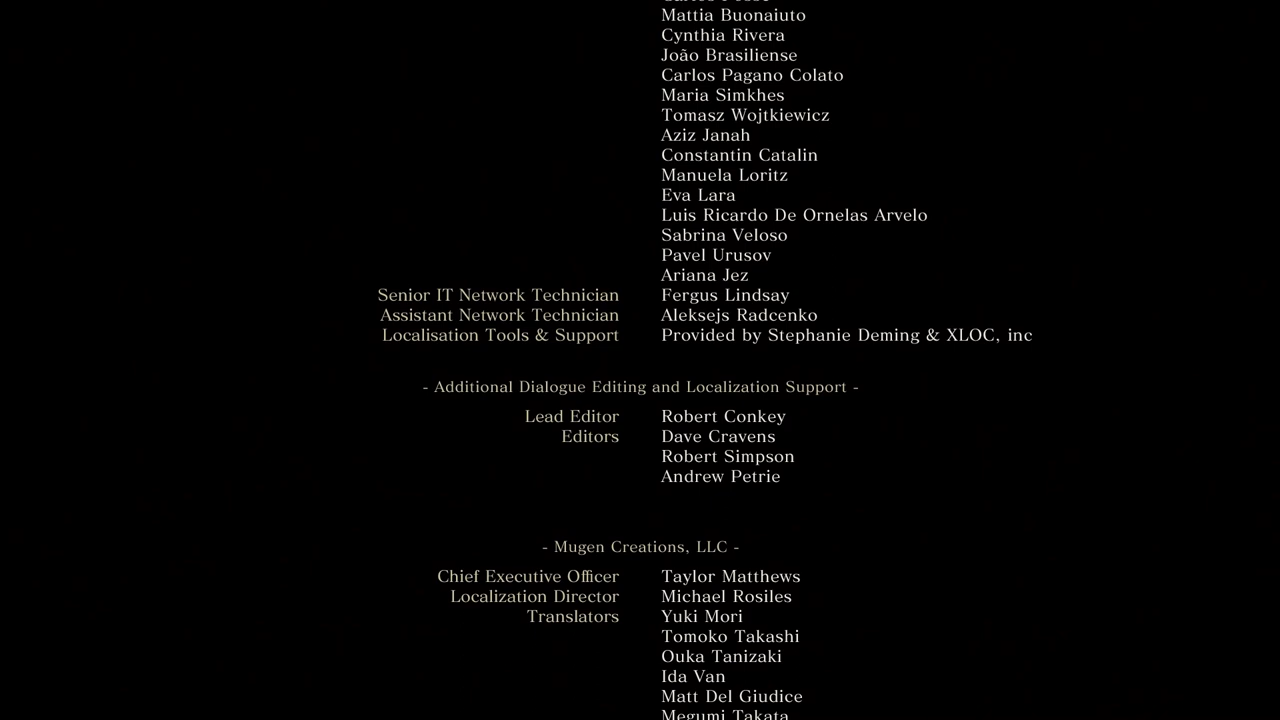 Mattia Buonaiuto
Cynthia Rivera
João Brasiliense
Carlos Pagano Colato
Maria Simkhes
Tomasz Wojtkiewicz
Aziz Janah
Constantin Catalin
Manuela Loritz
Eva Lara
Luis Ricardo De Ornelas Arvelo
Sabrina Veloso
Pavel Urusov
Ariana Jez
Senior IT Network Technician Fergus Lindsay
Assistant Network Technician Aleksejs Radcenko
Localisation Tools & Support Provided by Stephanie Deming & XLOC, inc
- Additional Dialogue Editing and Localization Support -
Lead Editor Robert Conkey
Editors Dave Cravens
Robert Simpson
Andrew Petrie
- Mugen Creations, LLC -
Chief Executive Officer Taylor Matthews
Localization Director Michael Rosiles
Translators Yuki Mori
Tomoko Takashi
Ouka Tanizaki
Ida Van
Matt Del Giudice
Megumi Takata